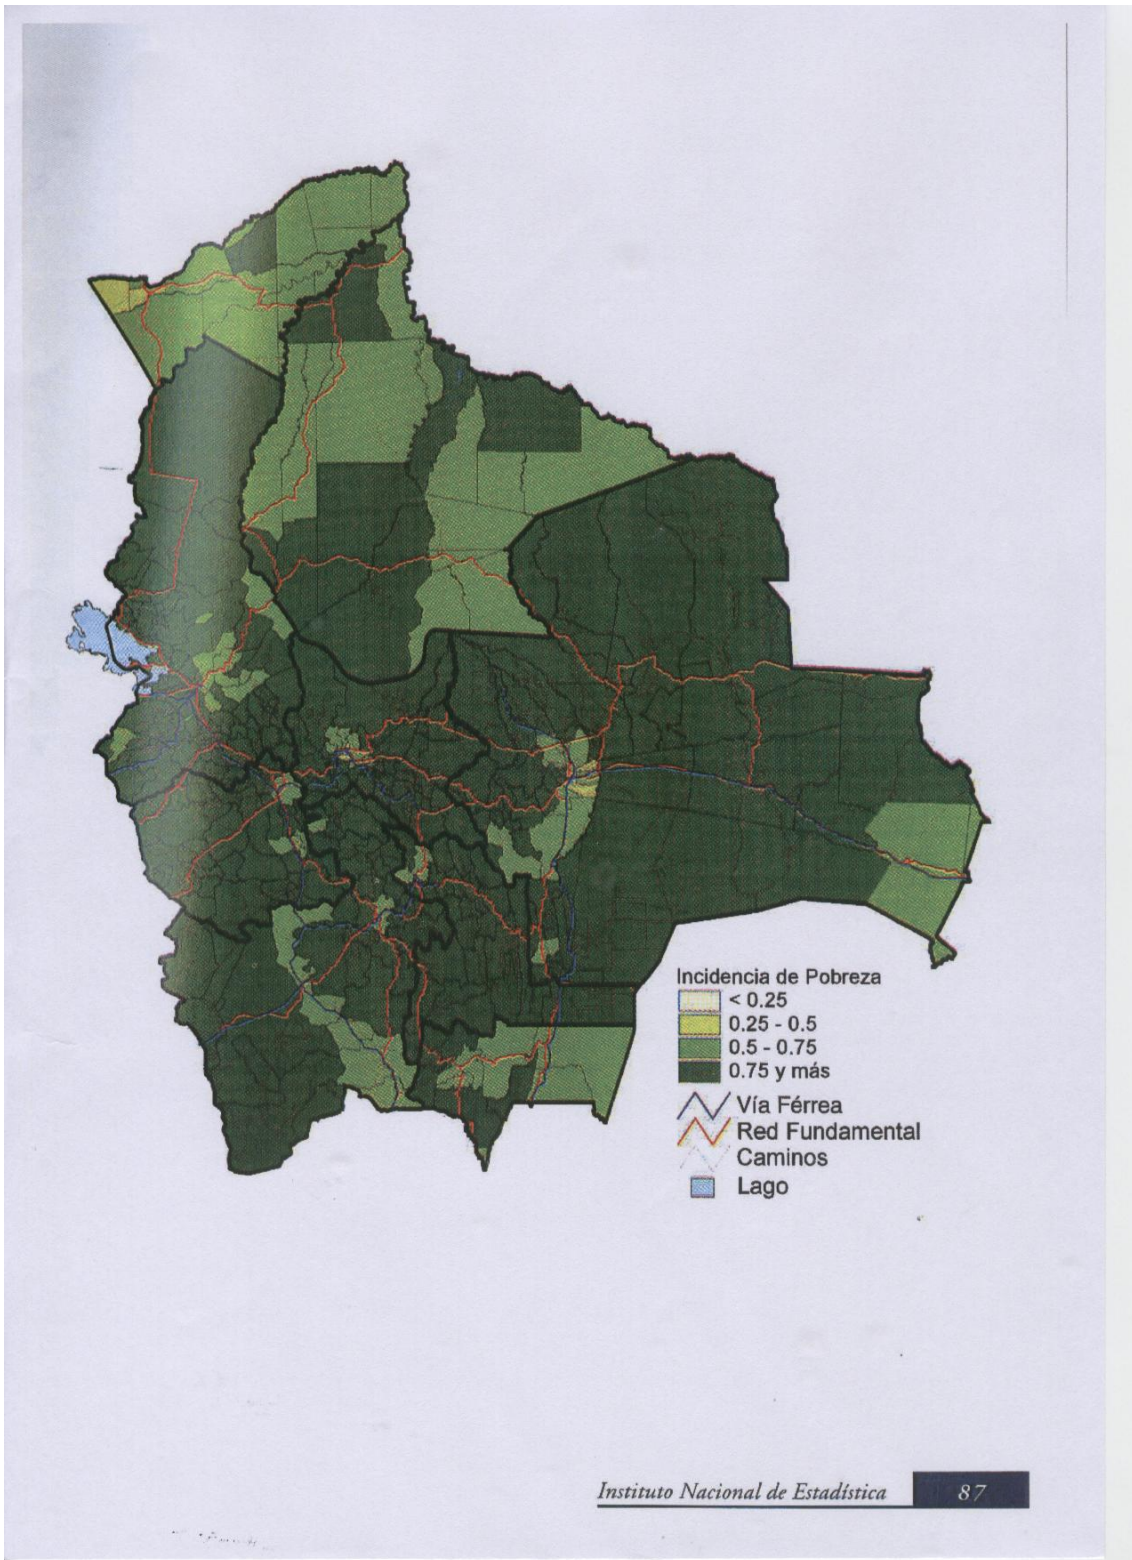 Incidencia de Pobreza
< 0.25
0.25 - 0.5
0.5 - 0.75
0.75 y más
Vía Férrea
Red Fundamental
Caminos
Lago
Instituto Nacional de Estadística 87